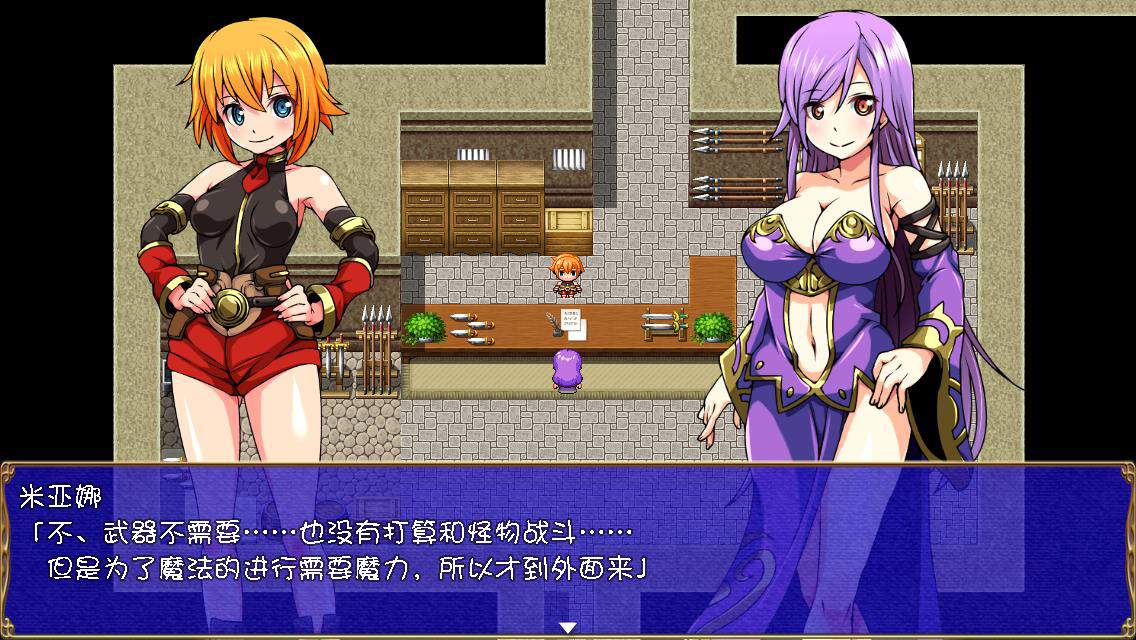 米亚娜
「不、武器不需要……也没有打算和怪物战斗……
但是为了魔法的进行需要魔力，所以才到外面来」